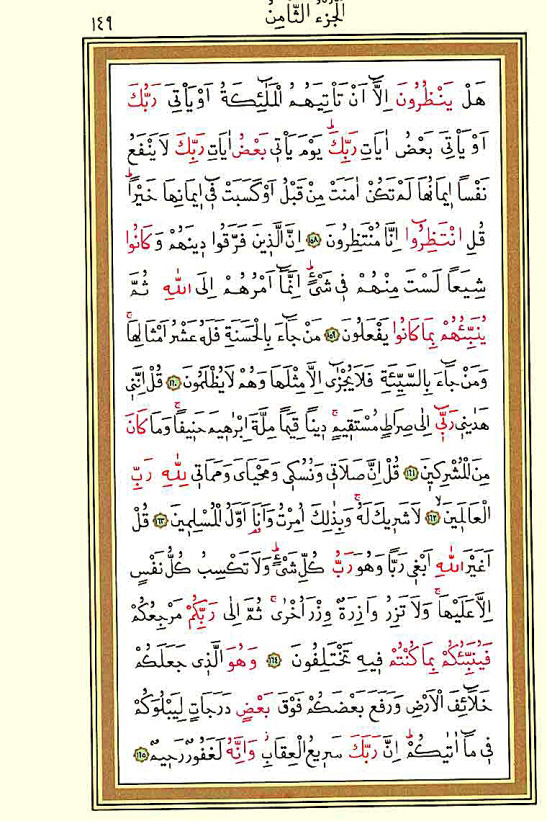 الجزء الثامن
١٤٩
هَلْ يَنْظُرُونَ اِلَّٓا اَنْ تَاْتِيَهُمُ الْمَلٰٓئِكَةُ اَوْ يَاْتِيَ رَبُّكَ
اَوْ يَاْتِيَ بَعْضُ اٰيَاتِ رَبِّكَۜ يَوْمَ يَاْتٖي بَعْضُ اٰيَاتِ رَبِّكَ لَا يَنْفَعُ
نَفْسًا اٖيمَانُهَا لَمْ تَكُنْ اٰمَنَتْ مِنْ قَبْلُ اَوْ كَسَبَتْ فٖٓي اٖيمَانِهَا خَيْرًاۜ
قُلِ انْتَظِرُٓوا اِنَّا مُنْتَظِرُونَ ﴿١٥٨﴾ اِنَّ الَّذٖينَ فَرَّقُوا دٖينَهُمْ وَكَانُوا
شِيَعًا لَسْتَ مِنْهُمْ فٖي شَيْءٍۜ اِنَّمَٓا اَمْرُهُمْ اِلَى اللّٰهِ ثُمَّ
يُنَبِّئُهُمْ بِمَا كَانُوا يَفْعَلُونَ ﴿١٥٩﴾ مَنْ جَٓاءَ بِالْحَسَنَةِ فَلَهُ عَشْرُ اَمْثَالِهَاۚ
وَمَنْ جَٓاءَ بِالسَّيِّئَةِ فَلَا يُجْزٰٓى اِلَّا مِثْلَهَا وَهُمْ لَا يُظْلَمُونَ ﴿١٦٠﴾ قُلْ اِنَّنٖي
هَدٰينٖي رَبّٖٓي اِلٰى صِرَاطٍ مُسْتَقٖيمٍۚ دٖينًا قِيَمًا مِلَّةَ اِبْرٰهٖيمَ حَنٖيفًاۚ وَمَا كَانَ
مِنَ الْمُشْرِكٖينَ ﴿١٦١﴾ قُلْ اِنَّ صَلَاتٖي وَنُسُكٖي وَمَحْيَايَ وَمَمَاتٖي لِلّٰهِ رَبِّ
الْعَالَمٖينَۙ ﴿١٦٢﴾ لَا شَرٖيكَ لَهُۚ وَبِذٰلِكَ اُمِرْتُ وَاَنَا۬ اَوَّلُ الْمُسْلِمٖينَ ﴿١٦٣﴾ قُلْ
اَغَيْرَ اللّٰهِ اَبْغٖي رَبًّا وَهُوَ رَبُّ كُلِّ شَيْءٍۜ وَلَا تَكْسِبُ كُلُّ نَفْسٍ
اِلَّا عَلَيْهَاۚ وَلَا تَزِرُ وَازِرَةٌ وِزْرَ اُخْرٰىۚ ثُمَّ اِلٰى رَبِّكُمْ مَرْجِعُكُمْ
فَيُنَبِّئُكُمْ بِمَا كُنْتُمْ فٖيهِ تَخْتَلِفُونَ ﴿١٦٤﴾ وَهُوَ الَّذٖي جَعَلَكُمْ
خَلَٓائِفَ الْاَرْضِ وَرَفَعَ بَعْضَكُمْ فَوْقَ بَعْضٍ دَرَجَاتٍ لِيَبْلُوَكُمْ
فٖي مَٓا اٰتٰيكُمْۜ اِنَّ رَبَّكَ سَرٖيعُ الْعِقَابِۘ وَاِنَّهُ لَغَفُورٌ رَحٖيمٌ ﴿١٦٥﴾